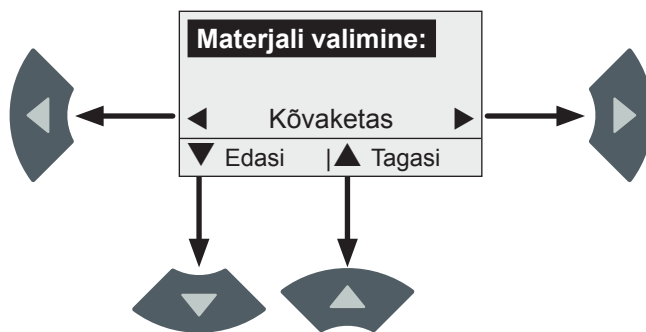 Materjali valimine:
◀ Kõvaketas ▶
▼ Edasi |▲ Tagasi